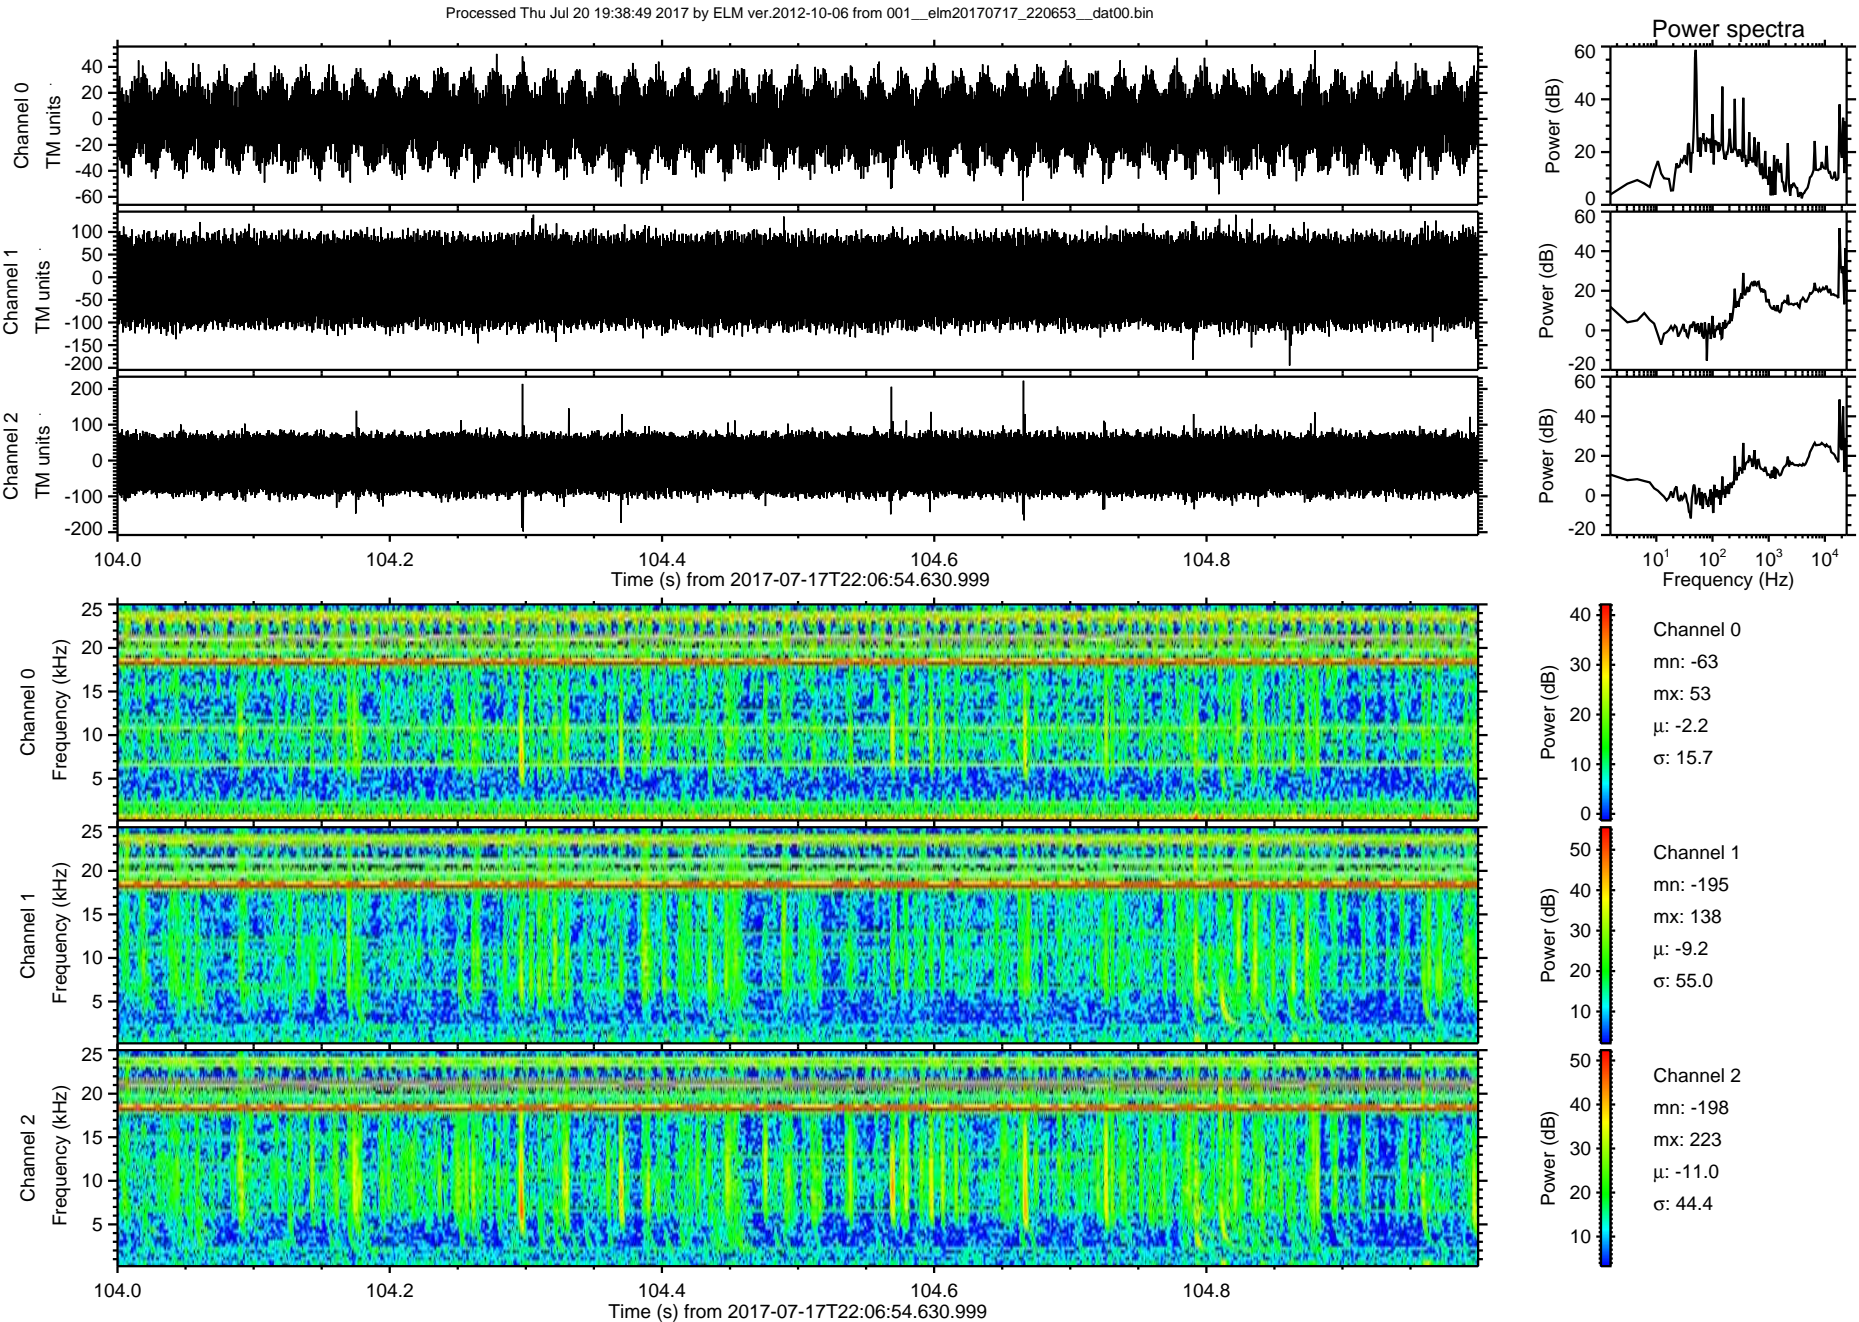 Processed Thu Jul 20 19:38:49 2017 by ELM ver.2012-10-06 from 001__elm20170717_220653__dat00.bin
Power spectra
Channel 0
TM units
40
20
0
-20
-40
-60
Power (dB)
60
40
20
0
Channel 1
TM units
100
50
0
-50
-100
-150
-200
Power (dB)
60
40
20
0
-20
Channel 2
TM units
200
100
0
-100
-200
Power (dB)
60
40
20
0
-20
104.0 104.2 104.4 104.6 104.8
Time (s) from 2017-07-17T22:06:54.630.999
10^1 10^2 10^3 10^4
Frequency (Hz)
Channel 0
Frequency (kHz)
25
20
15
10
5
Power (dB)
40
30
20
10
0
Channel 0
mn: -63
mx: 53
μ: -2.2
σ: 15.7
Channel 1
Frequency (kHz)
25
20
15
10
5
Power (dB)
50
40
30
20
10
Channel 1
mn: -195
mx: 138
μ: -9.2
σ: 55.0
Channel 2
Frequency (kHz)
25
20
15
10
5
Power (dB)
50
40
30
20
10
Channel 2
mn: -198
mx: 223
μ: -11.0
σ: 44.4
104.0 104.2 104.4 104.6 104.8
Time (s) from 2017-07-17T22:06:54.630.999